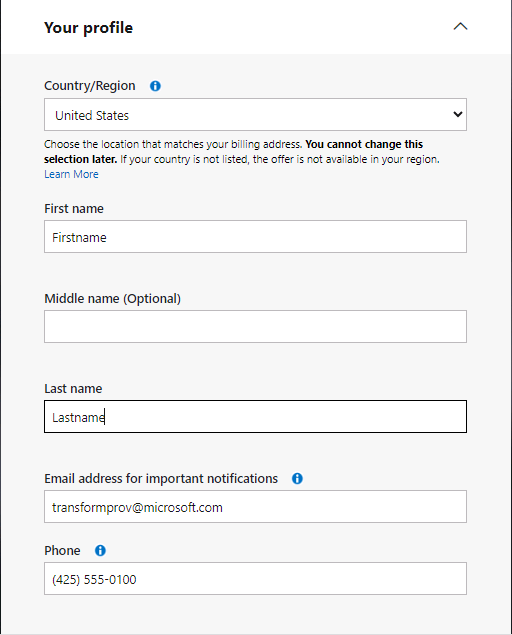 Your profile
Country/Region
United States
Choose the location that matches your billing address. You cannot change this
selection later. If your country is not listed, the offer is not available in your region.
Learn More
First name
Firstname
Middle name (Optional)
Last name
Lastname
Email address for important notifications
transformprov@microsoft.com
Phone
(425) 555-0100